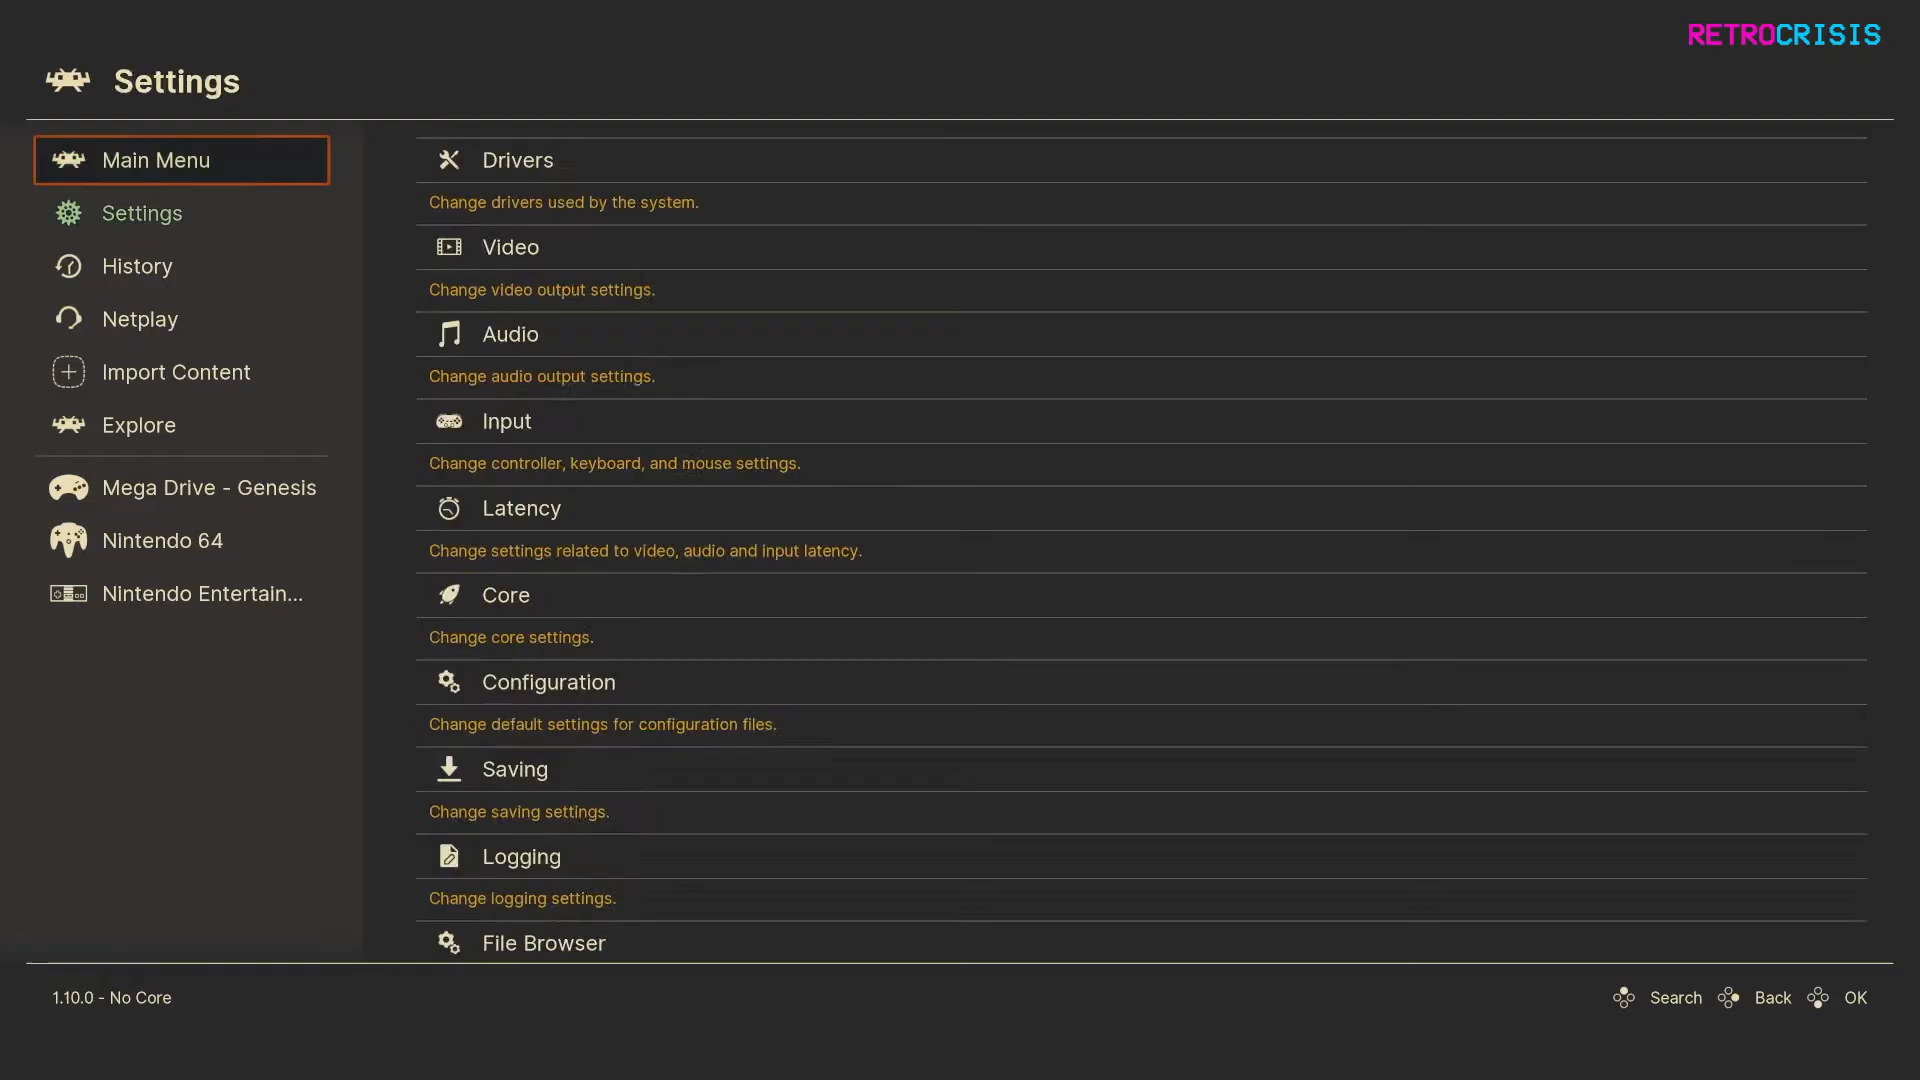 RETROCRISIS
Settings
Main Menu
Settings
History
Netplay
Import Content
Explore
Mega Drive - Genesis
Nintendo 64
Nintendo Entertain...
Drivers
Change drivers used by the system.
Video
Change video output settings.
Audio
Change audio output settings.
Input
Change controller, keyboard, and mouse settings.
Latency
Change settings related to video, audio and input latency.
Core
Change core settings.
Configuration
Change default settings for configuration files.
Saving
Change saving settings.
Logging
Change logging settings.
File Browser
1.10.0 - No Core
Search Back OK